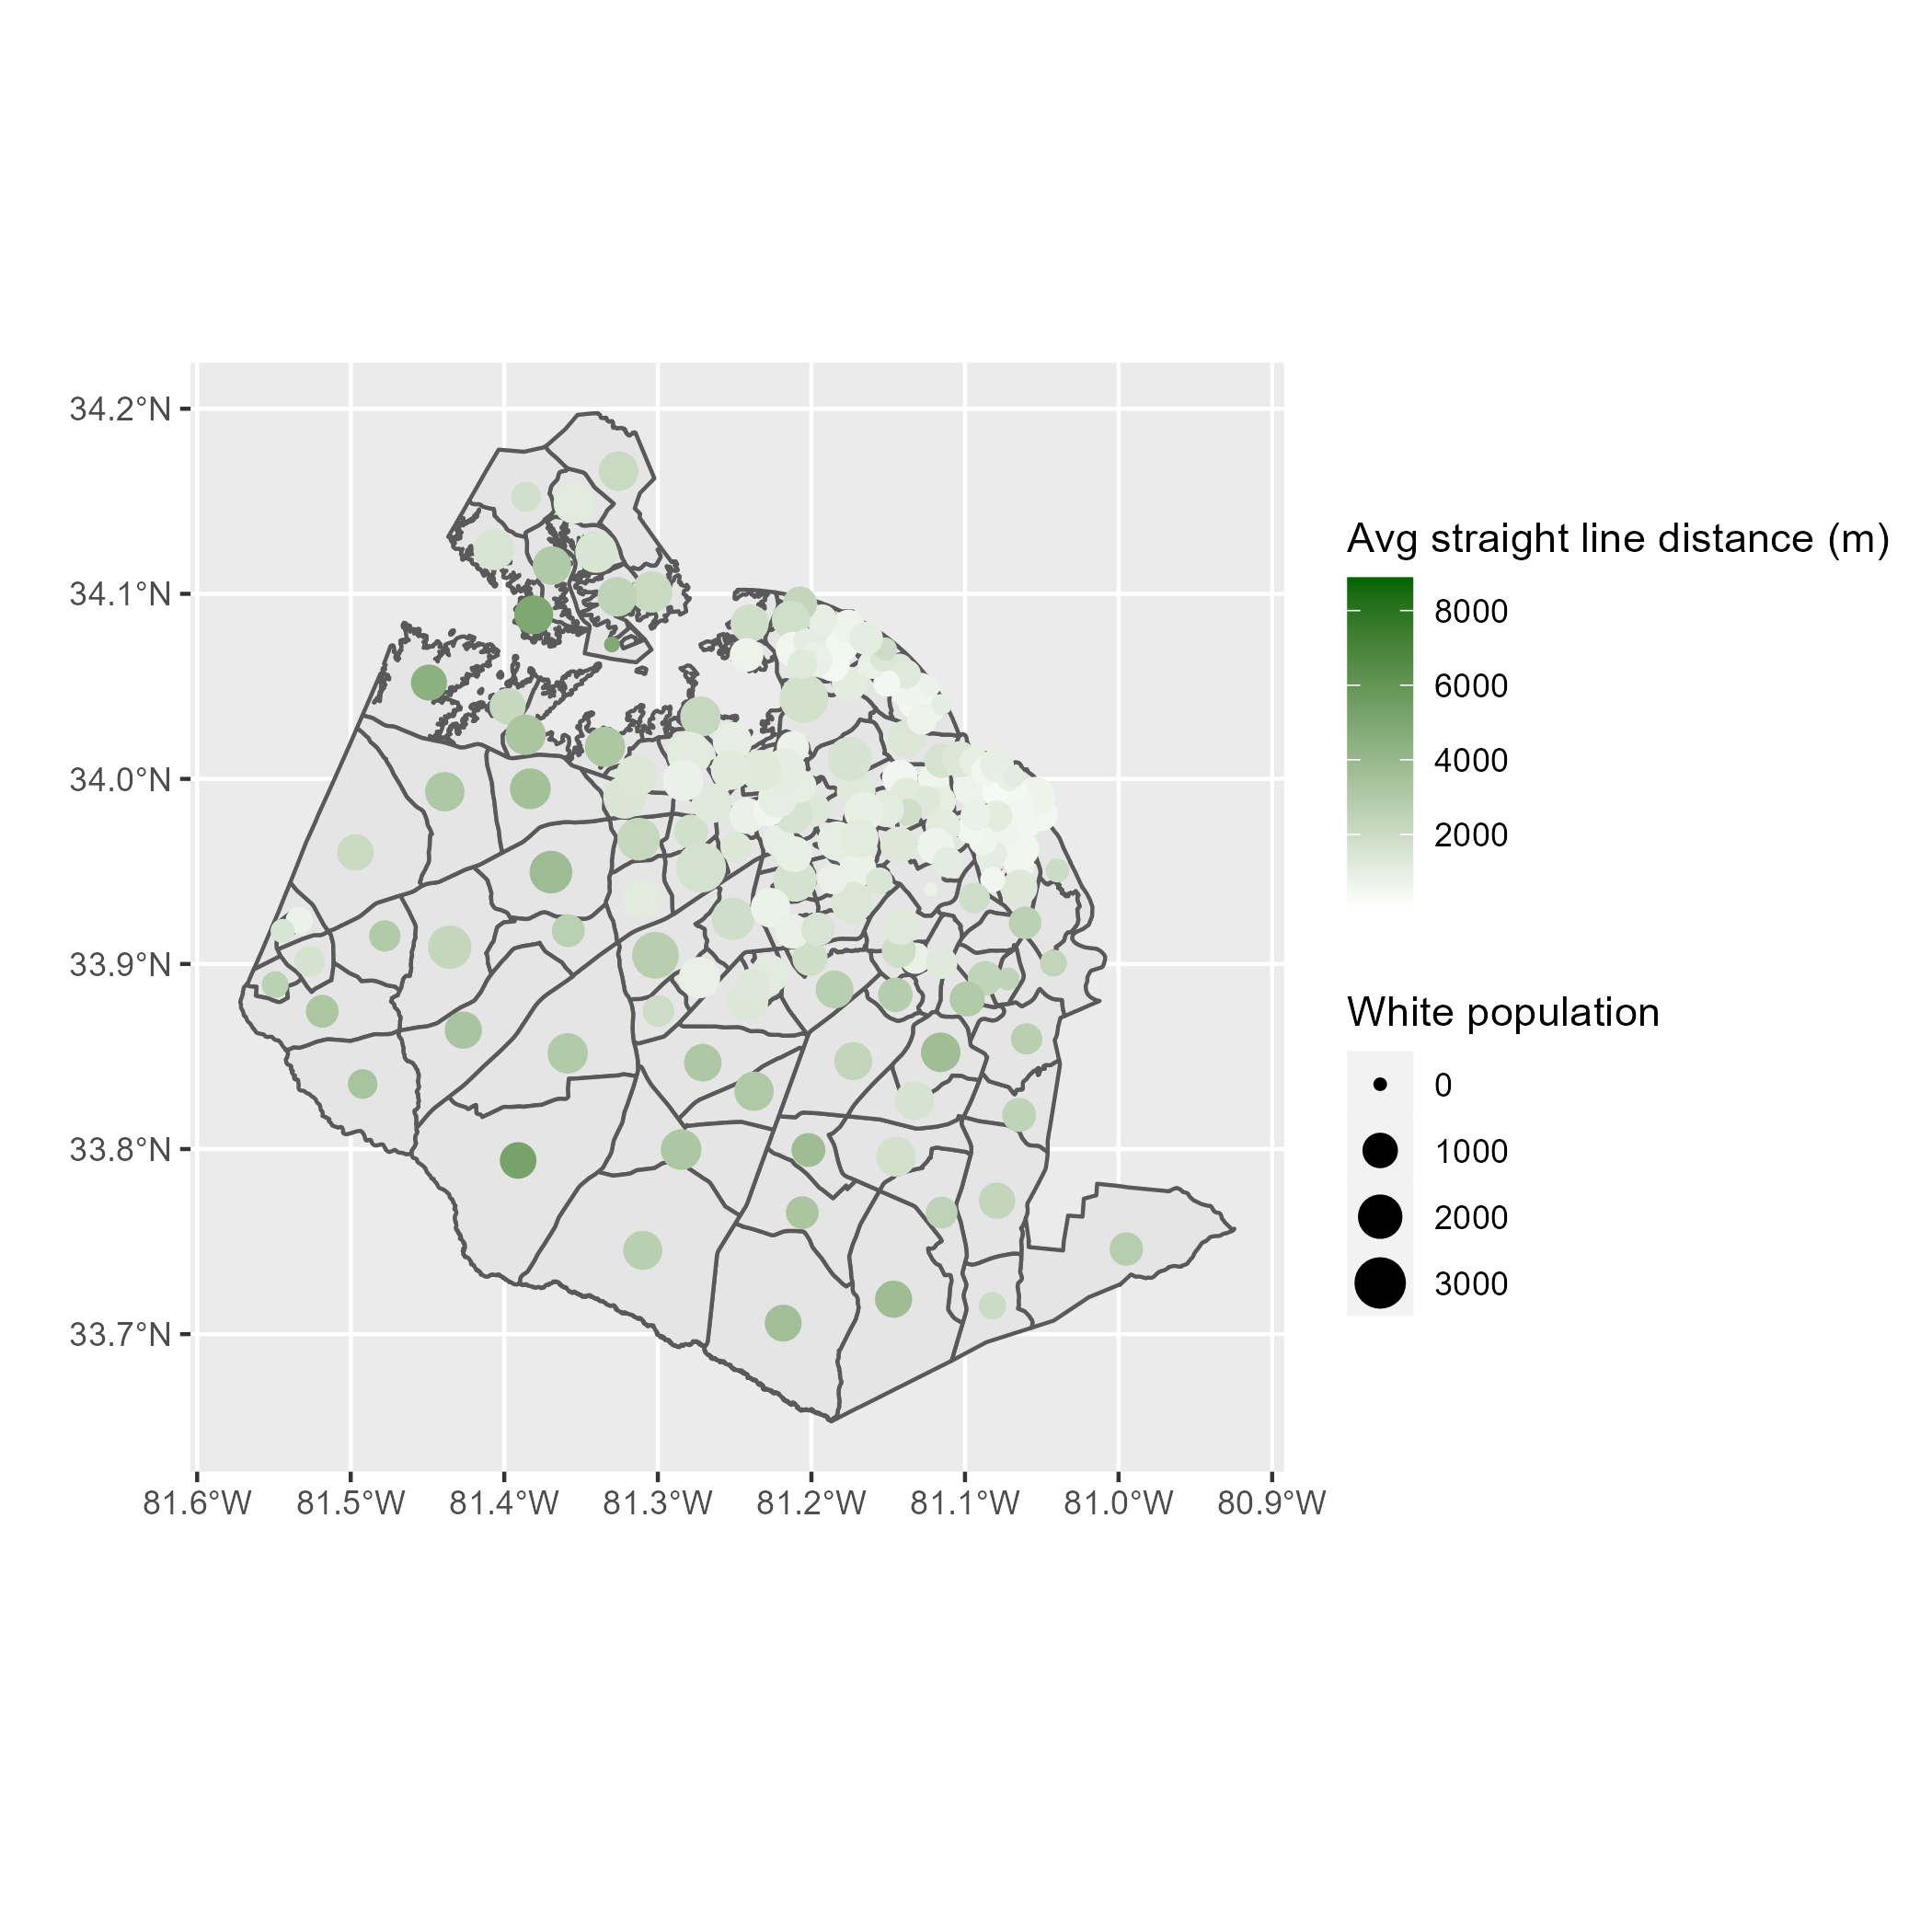 34.2°N
34.1°N
34.0°N
33.9°N
33.8°N
33.7°N
81.6°W 81.5°W 81.4°W 81.3°W 81.2°W 81.1°W 81.0°W 80.9°W
Avg straight line distance (m)
8000
6000
4000
2000
White population
0
1000
2000
3000